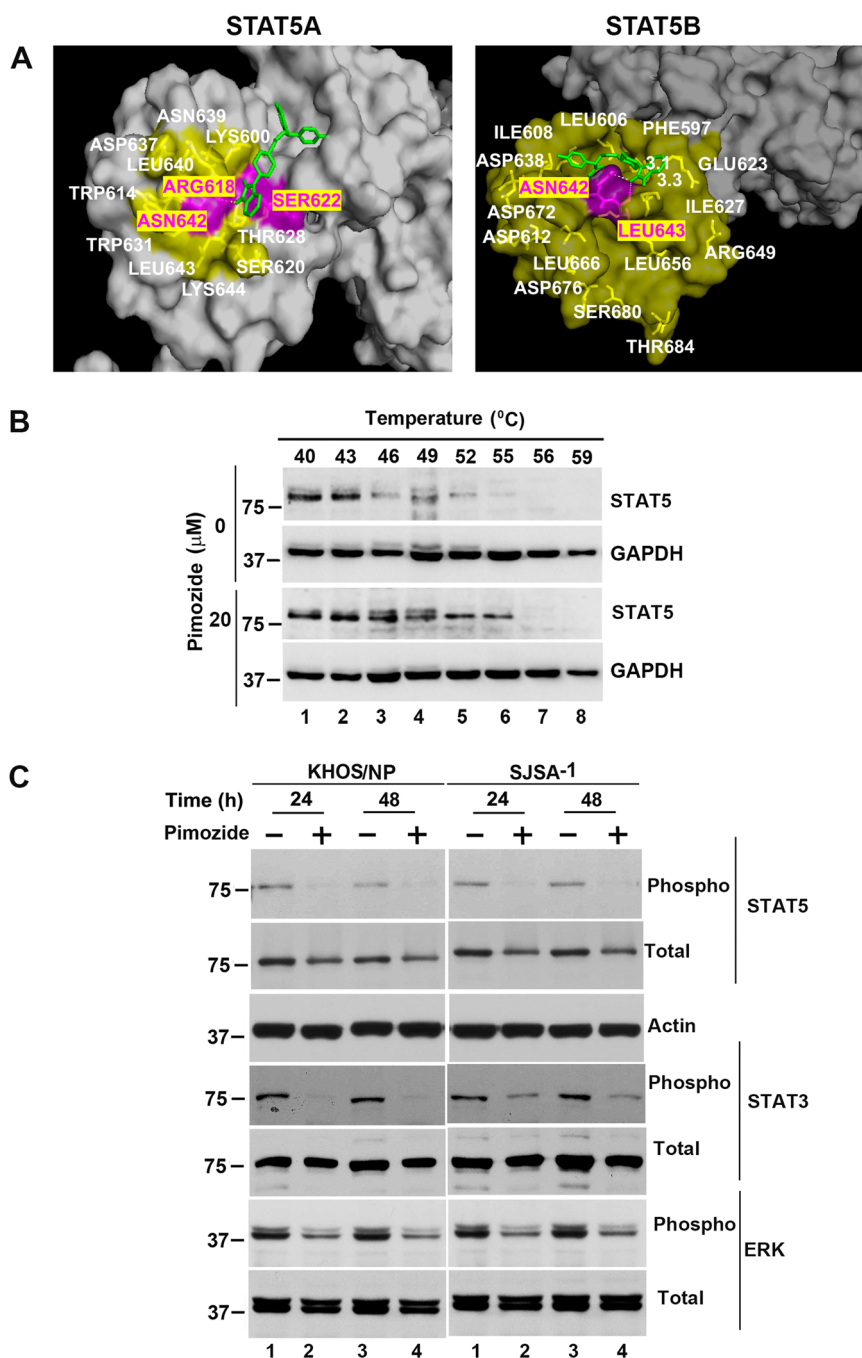 STAT5A
STAT5B
A
ASN639
ASP637
LYS600
LEU640
ARG618
TRP614
SER622
ASN642
TRP631
THR628
LEU643
SER620
LYS644
LEU606
ILE608
PHE597
ASP638
3.1
GLU623
3.3
ASN642
ILE627
ASP672
LEU643
ASP612
ARG649
LEU666
LEU656
ASP676
SER680
THR684
B
Temperature (⁰C)
40 43 46 49 52 55 56 59
Pimozide (µM)
0
75
STAT5
37
GAPDH
20
75
STAT5
37
GAPDH
1 2 3 4 5 6 7 8
C
KHOS/NP SJSA-1
Time (h) 24 48 24 48
Pimozide − + − + − + − +
75 Phospho
STAT5
75 Total
37 Actin
75 Phospho
STAT3
75 Total
37 Phospho
ERK
37 Total
1 2 3 4 1 2 3 4